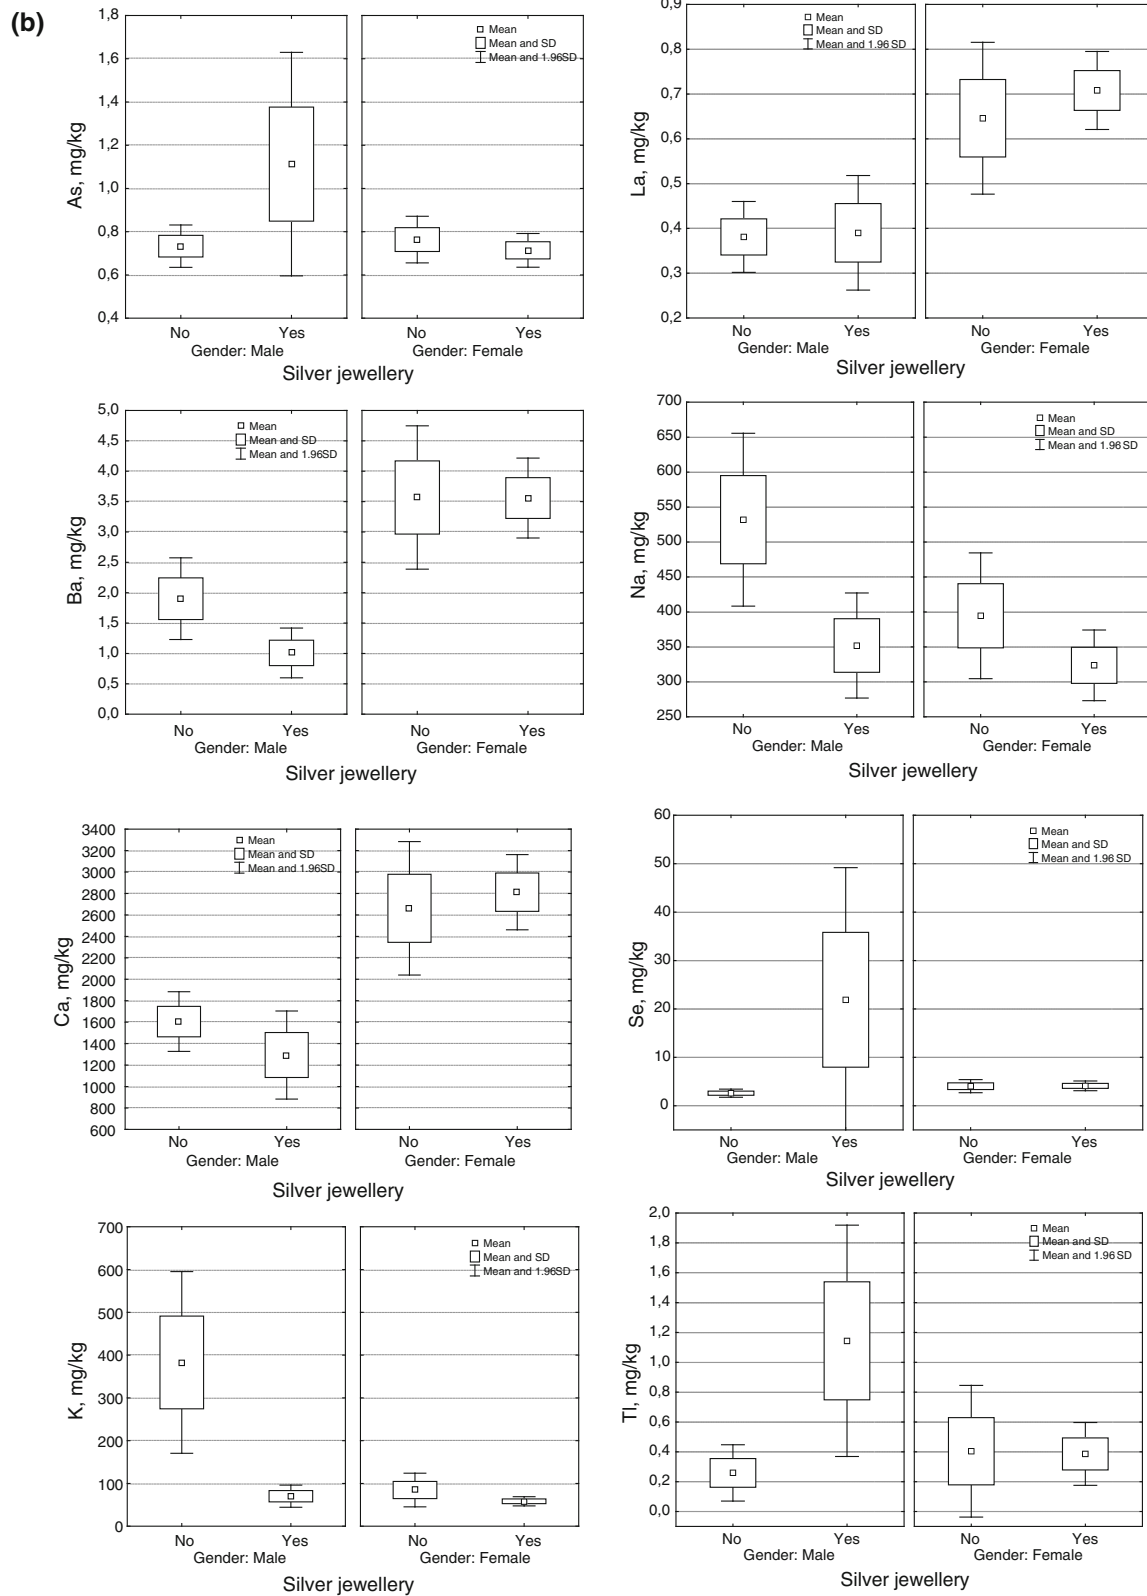 (b)
1,8
1,6
1,4
1,2
1,0
0,8
0,6
0,4
As, mg/kg
Mean
Mean and SD
Mean and 1.96SD
No Yes
Gender: Male
No Yes
Gender: Female
Silver jewellery
0,9
0,8
0,7
0,6
0,5
0,4
0,3
0,2
La, mg/kg
Mean
Mean and SD
Mean and 1.96SD
No Yes
Gender: Male
No Yes
Gender: Female
Silver jewellery
5,0
4,5
4,0
3,5
3,0
2,5
2,0
1,5
1,0
0,5
0,0
Ba, mg/kg
Mean
Mean and SD
Mean and 1.96SD
No Yes
Gender: Male
No Yes
Gender: Female
Silver jewellery
700
650
600
550
500
450
400
350
300
250
Na, mg/kg
Mean
Mean and SD
Mean and 1.96 SD
No Yes
Gender: Male
No Yes
Gender: Female
Silver jewellery
3400
3200
3000
2800
2600
2400
2200
2000
1800
1600
1400
1200
1000
800
600
Ca, mg/kg
Mean
Mean and SD
Mean and 1.96SD
No Yes
Gender: Male
No Yes
Gender: Female
Silver jewellery
60
50
40
30
20
10
0
Se, mg/kg
Mean
Mean and SD
Mean and 1.96 SD
No Yes
Gender: Male
No Yes
Gender: Female
Silver jewellery
700
600
500
400
300
200
100
0
K, mg/kg
Mean
Mean and SD
Mean and 1.96SD
No Yes
Gender: Male
No Yes
Gender: Female
Silver jewellery
2,0
1,8
1,6
1,4
1,2
1,0
0,8
0,6
0,4
0,2
0,0
Tl, mg/kg
Mean
Mean and SD
Mean and 1.96 SD
No Yes
Gender: Male
No Yes
Gender: Female
Silver jewellery